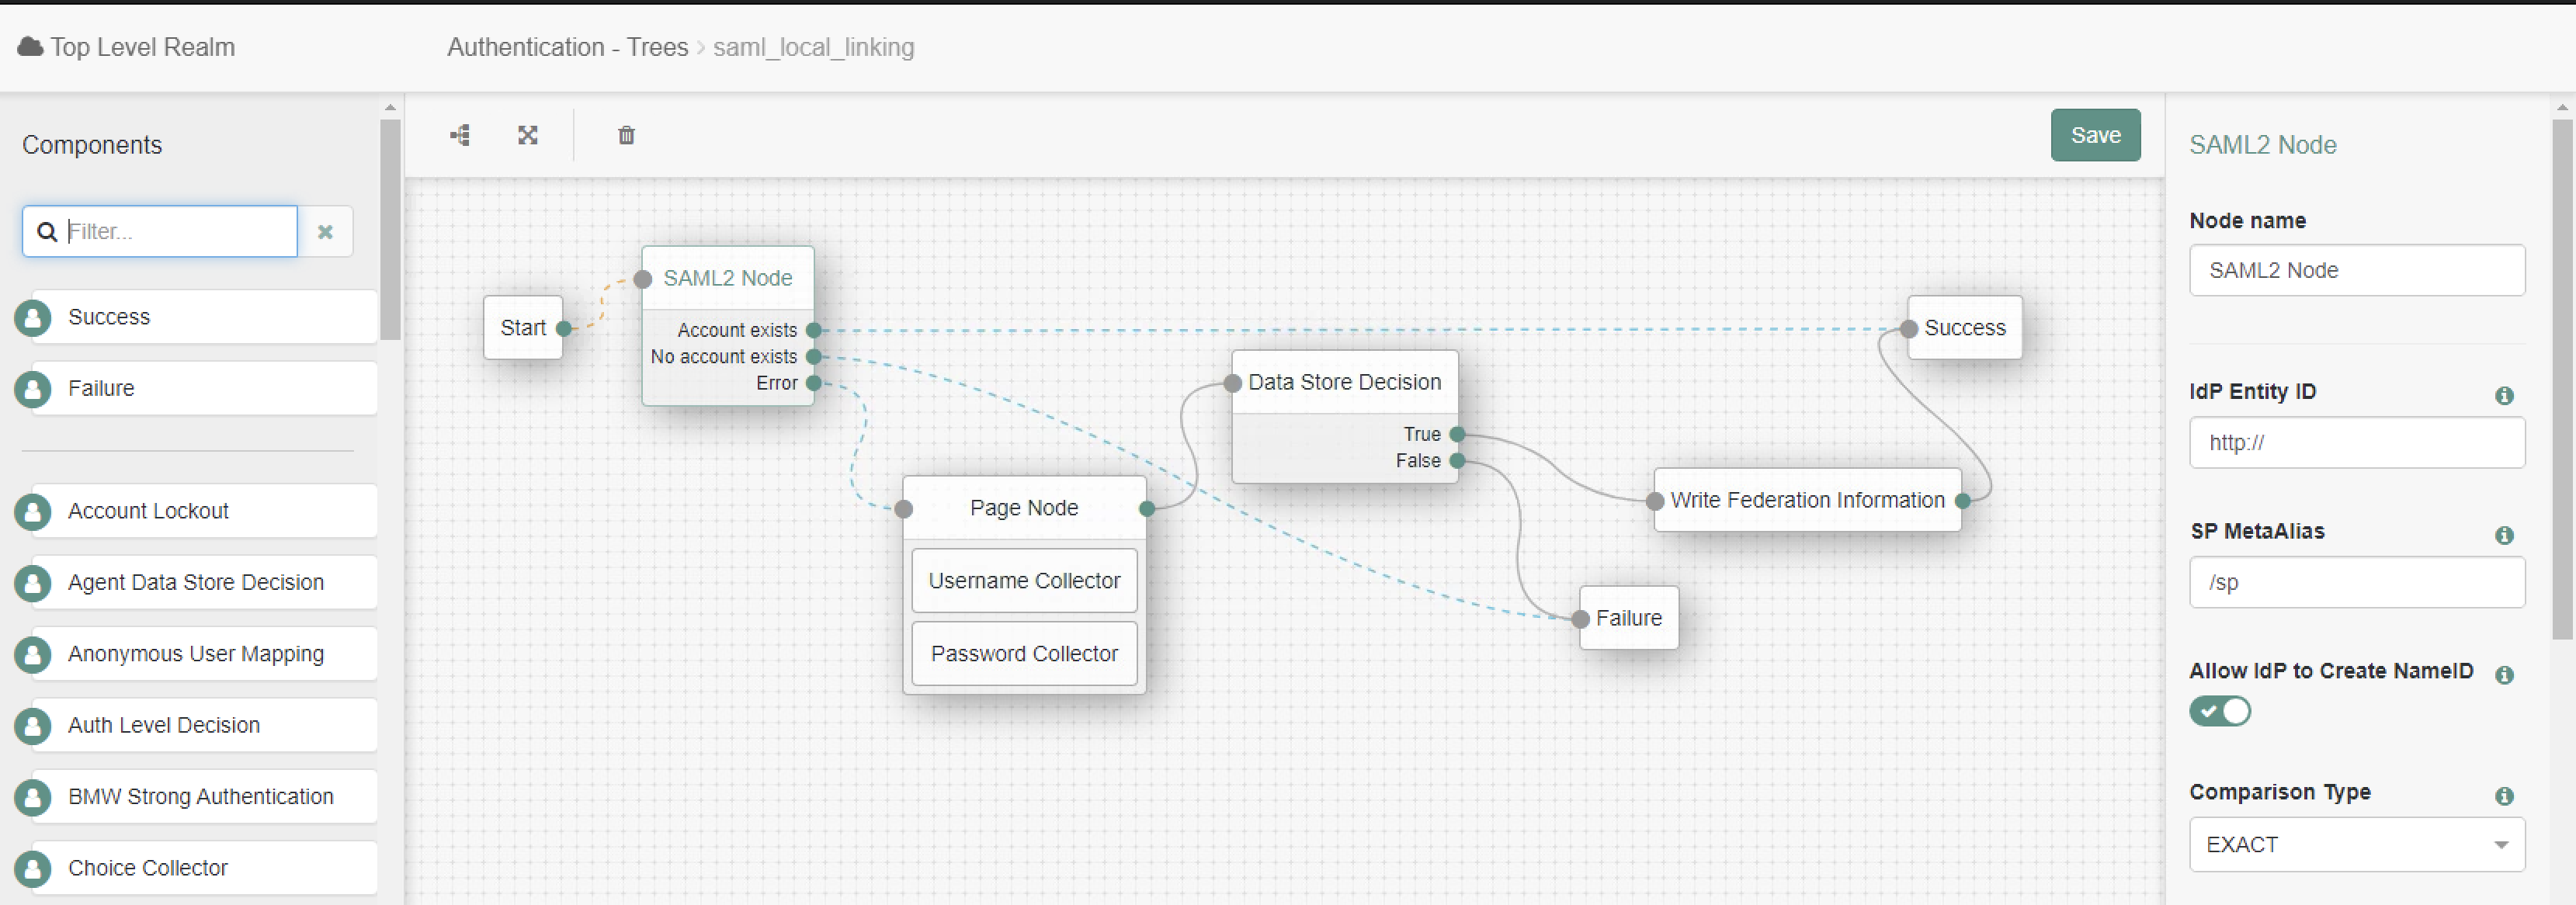 Top Level Realm
Authentication - Trees > saml_local_linking
Components
Filter...
Success
Failure
Account Lockout
Agent Data Store Decision
Anonymous User Mapping
Auth Level Decision
BMW Strong Authentication
Choice Collector
Save
Start
SAML2 Node
Account exists
No account exists
Error
Page Node
Username Collector
Password Collector
Data Store Decision
True
False
Write Federation Information
Success
Failure
SAML2 Node
Node name
SAML2 Node
IdP Entity ID
http://
SP MetaAlias
/sp
Allow IdP to Create NameID
Comparison Type
EXACT